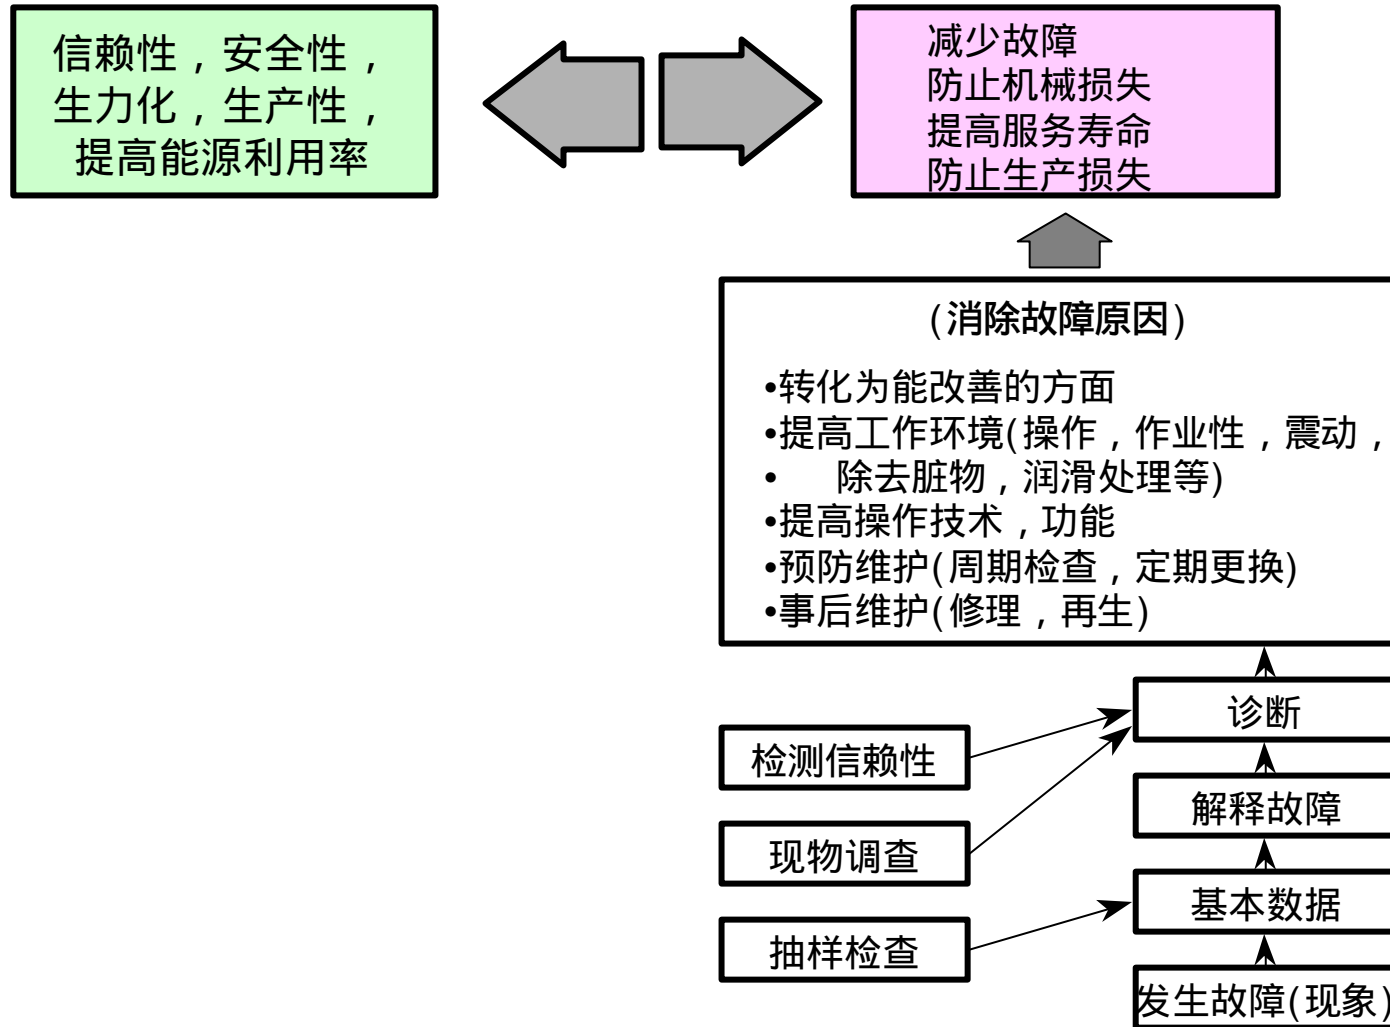 信赖性，安全性，
生力化，生产性，
提高能源利用率
减少故障
防止机械损失
提高服务寿命
防止生产损失
(消除故障原因)
•转化为能改善的方面
•提高工作环境(操作，作业性，震动，
• 除去脏物，润滑处理等)
•提高操作技术，功能
•预防维护(周期检查，定期更换)
•事后维护(修理，再生)
诊断
检测信赖性
解释故障
现物调查
基本数据
抽样检查
发生故障(现象)